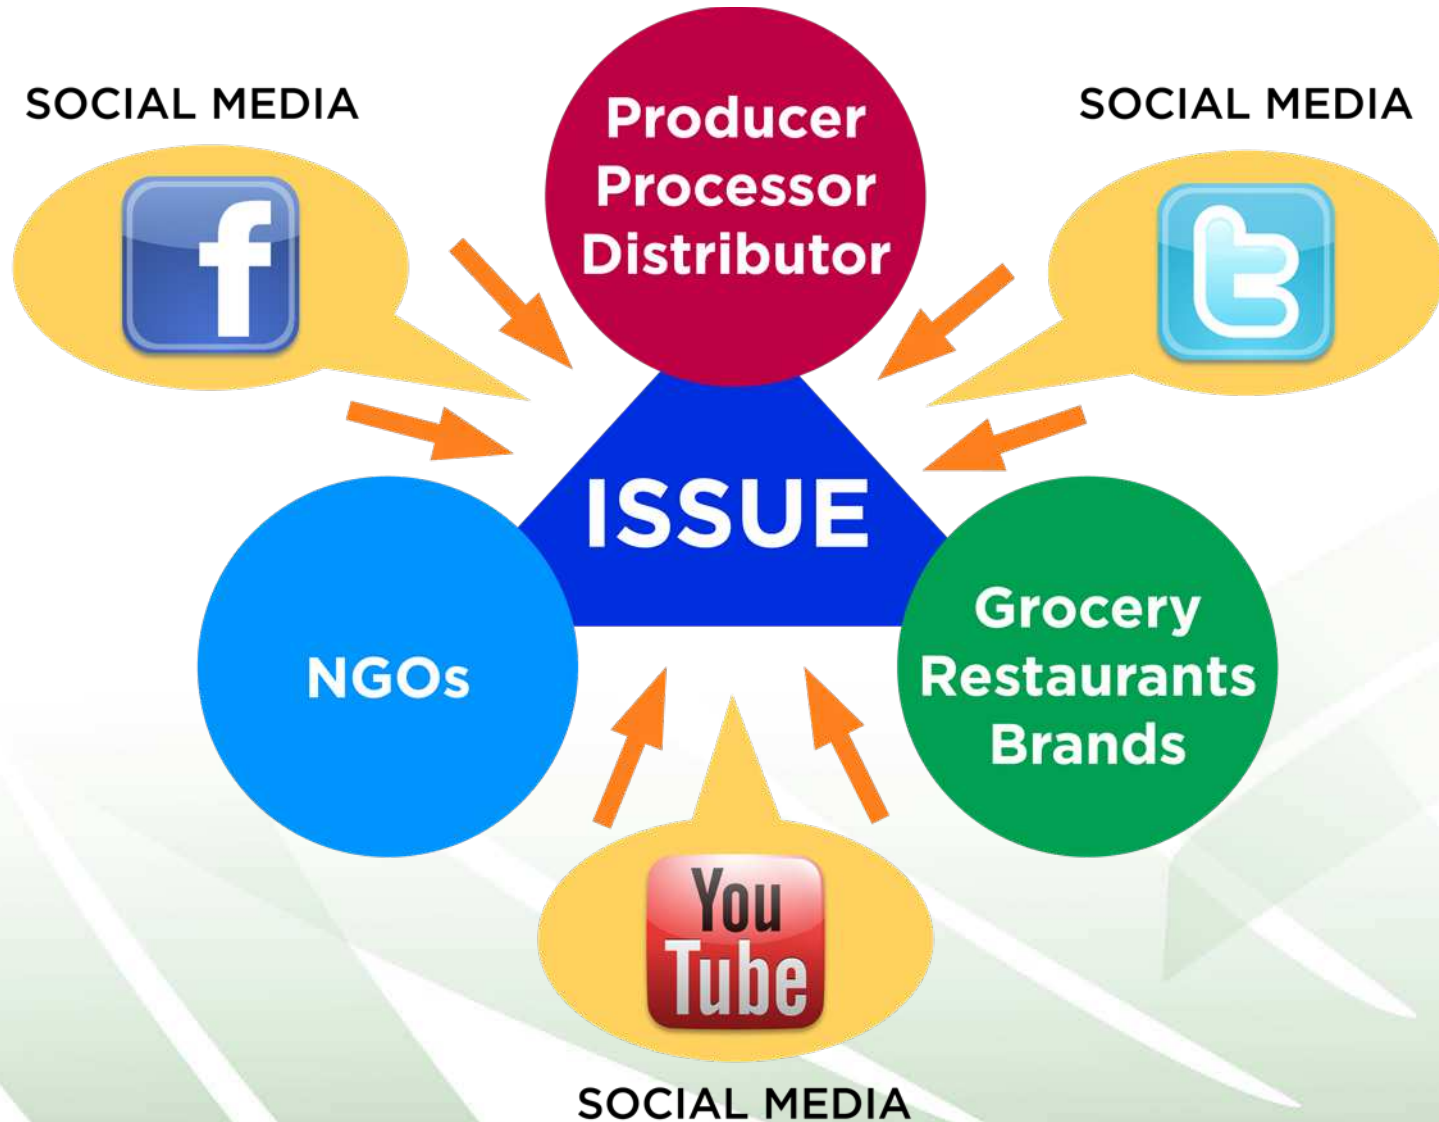 SOCIAL MEDIA
Producer
Processor
Distributor
SOCIAL MEDIA
f
t
ISSUE
NGOs
Grocery
Restaurants
Brands
You
Tube
SOCIAL MEDIA